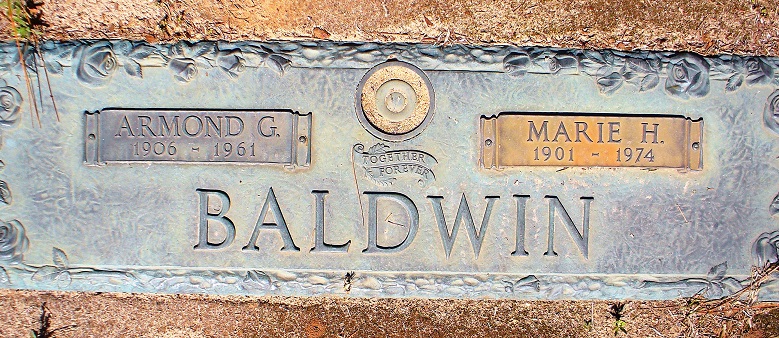 ARMOND G.
1906 - 1961
TOGETHER
FOREVER
MARIE H.
1901 - 1974
BALDWIN